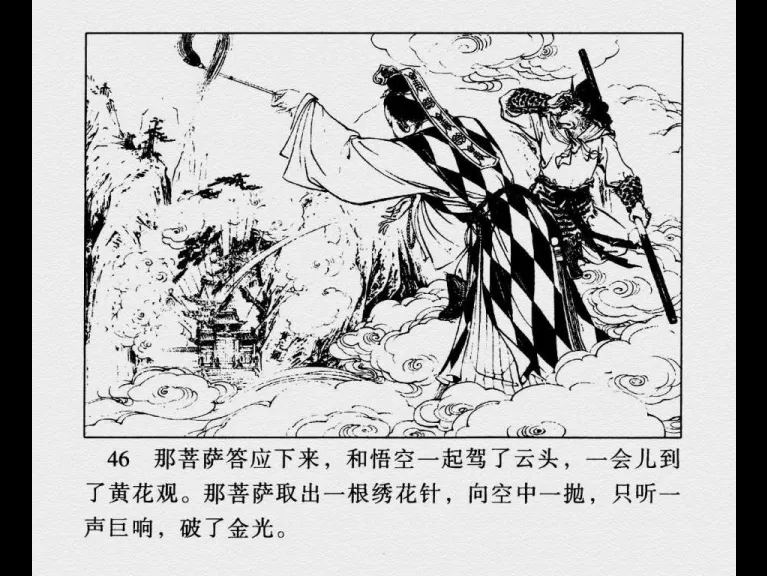 46 那菩萨答应下来，和悟空一起驾了云头，一会儿到
了黄花观。那菩萨取出一根绣花针，向空中一抛，只听一
声巨响，破了金光。